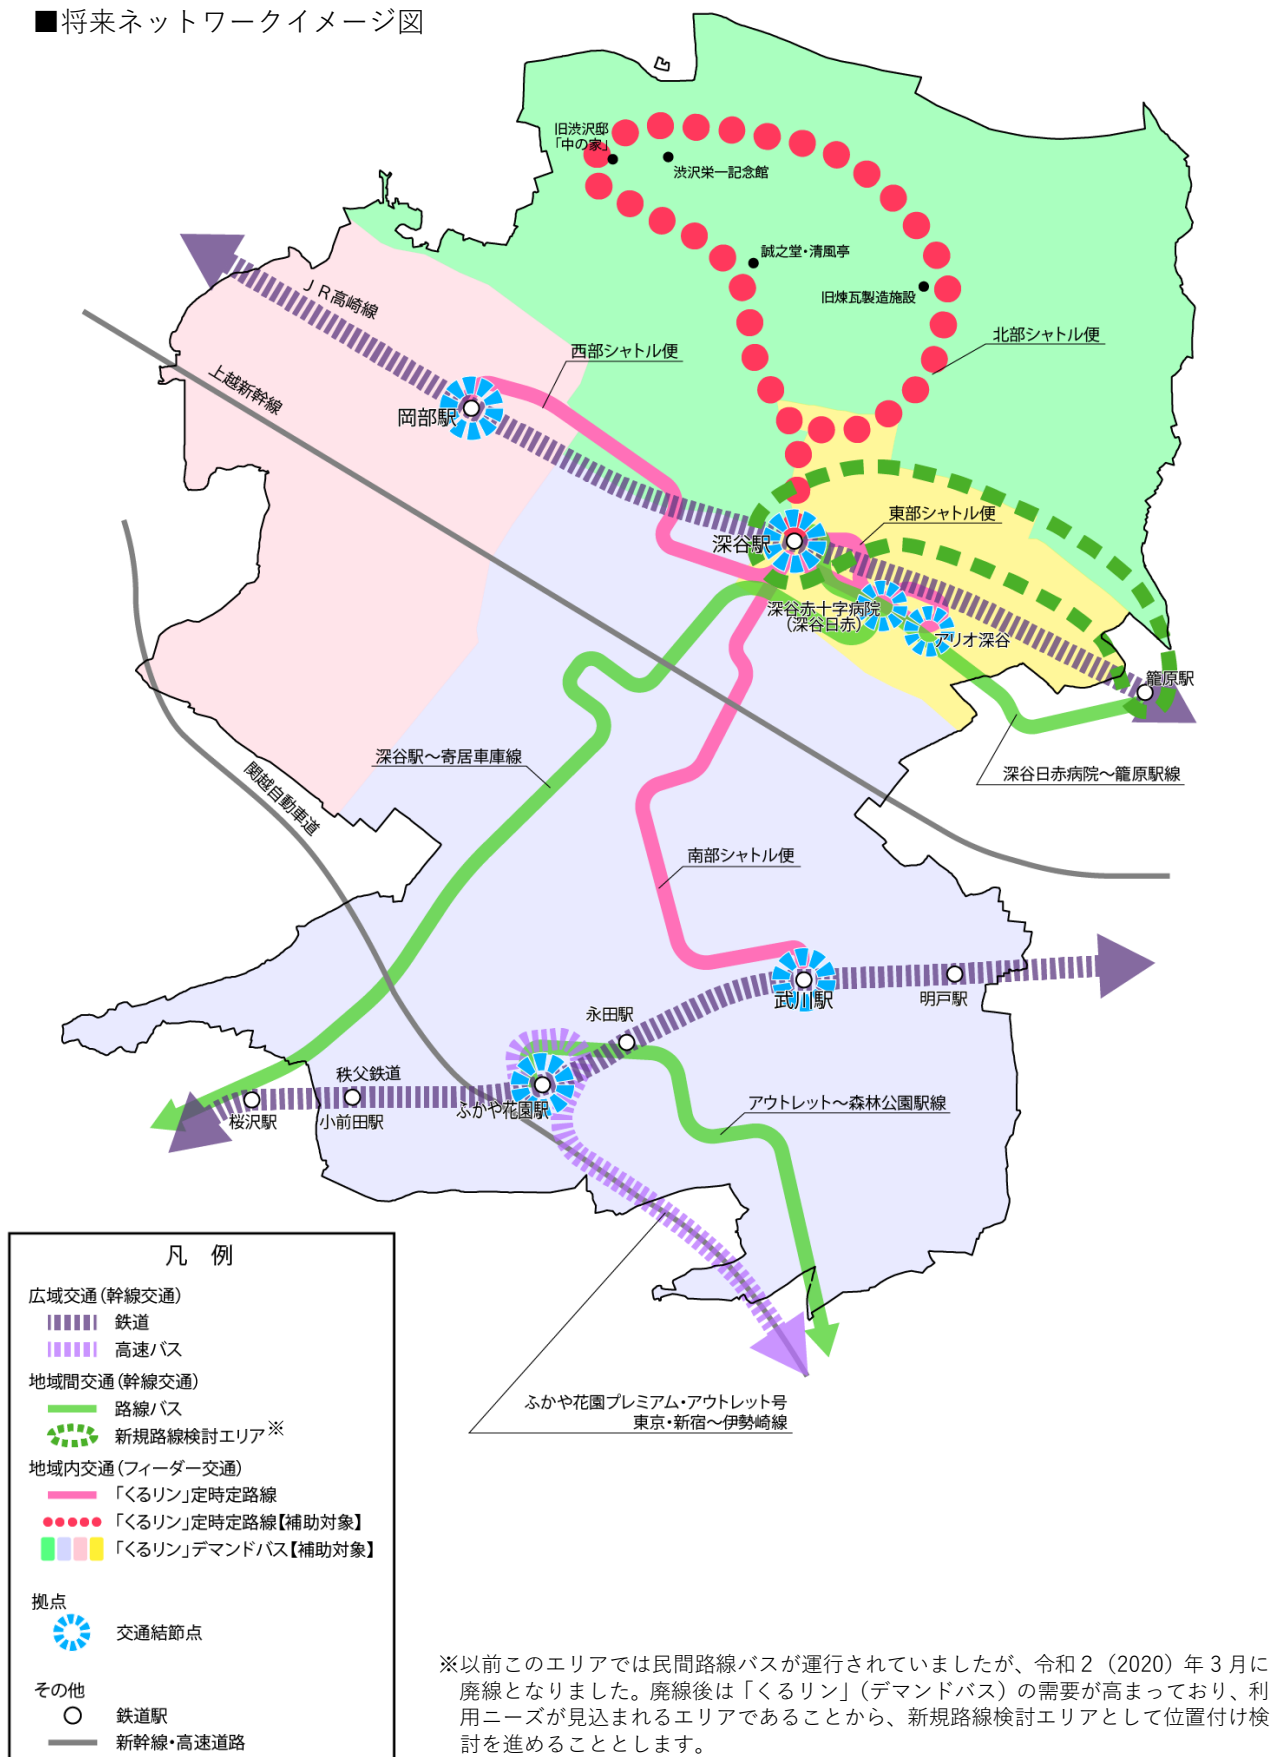 ■将来ネットワークイメージ図
旧渋沢邸
「中の家」
渋沢栄一記念館
誠之堂・清風亭
旧煉瓦製造施設
ＪＲ高崎線
北部シャトル便
西部シャトル便
上越新幹線
岡部駅
東部シャトル便
深谷駅
深谷赤十字病院
（深谷日赤）
アリオ深谷
籠原駅
深谷駅～寄居車庫線
深谷日赤病院～籠原駅線
関越自動車道
南部シャトル便
武川駅
明戸駅
永田駅
秩父鉄道
ふかや花園駅
桜沢駅
小前田駅
アウトレット～森林公園駅線
ふかや花園プレミアム・アウトレット号
東京・新宿～伊勢崎線
凡　例
広域交通（幹線交通）
鉄道
高速バス
地域間交通（幹線交通）
路線バス
新規路線検討エリア※
地域内交通（フィーダー交通）
「くるリン」定時定路線
「くるリン」定時定路線【補助対象】
「くるリン」デマンドバス【補助対象】
拠点
交通結節点
その他
鉄道駅
新幹線・高速道路
※以前このエリアでは民間路線バスが運行されていましたが、令和２（2020）年３月に
廃線となりました。廃線後は「くるリン」（デマンドバス）の需要が高まっており、利
用ニーズが見込まれるエリアであることから、新規路線検討エリアとして位置付け検
討を進めることとします。